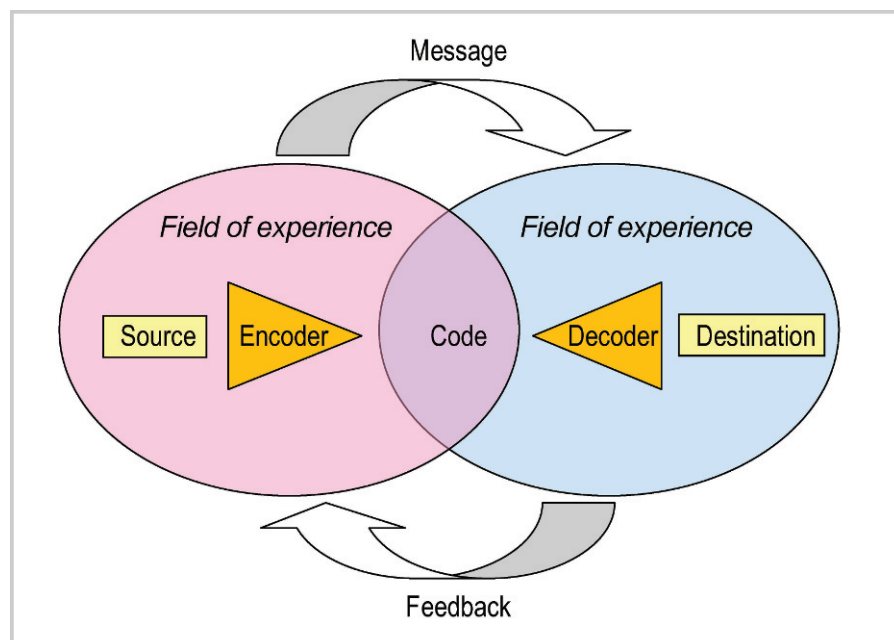 Message
Field of experience
Field of experience
Source
Encoder
Code
Decoder
Destination
Feedback